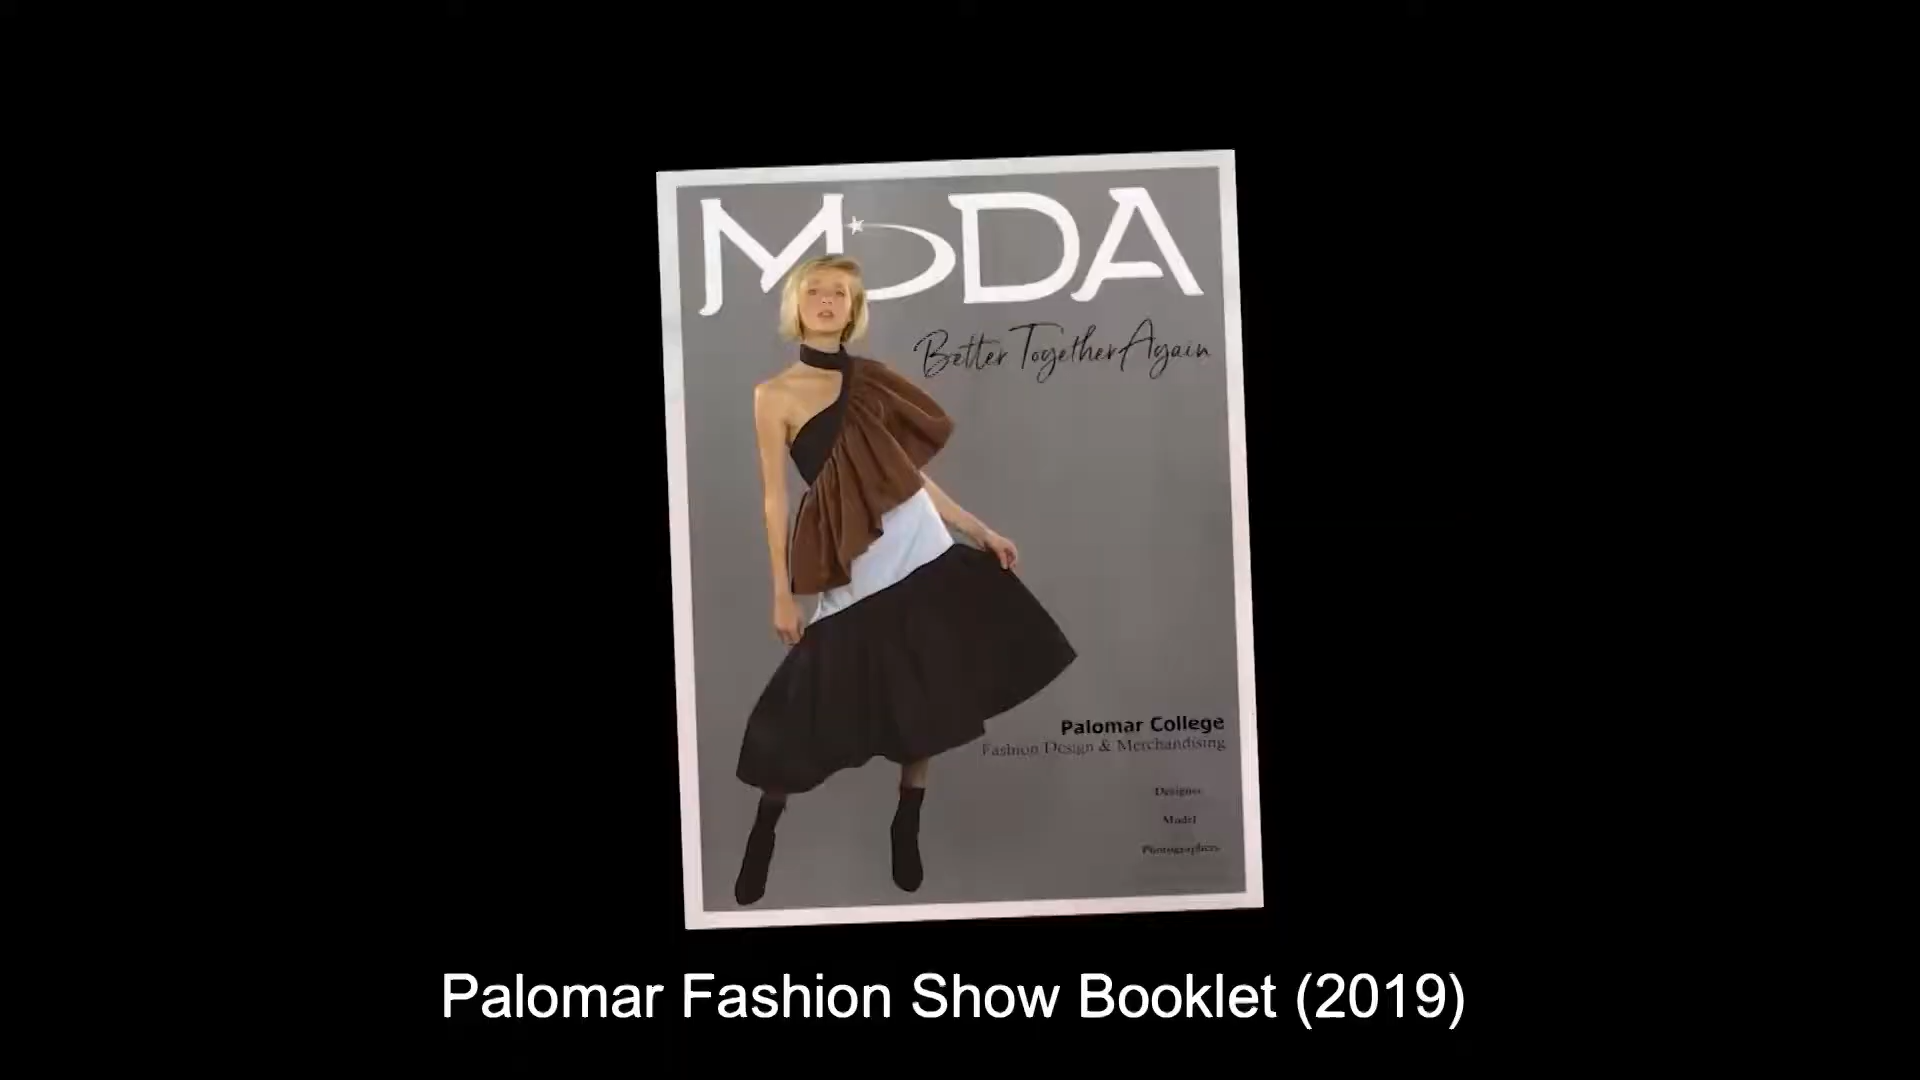 MODA
Better Together Again
Palomar College
Fashion Design & Merchandising
Designer
Model
Photographers
Palomar Fashion Show Booklet (2019)